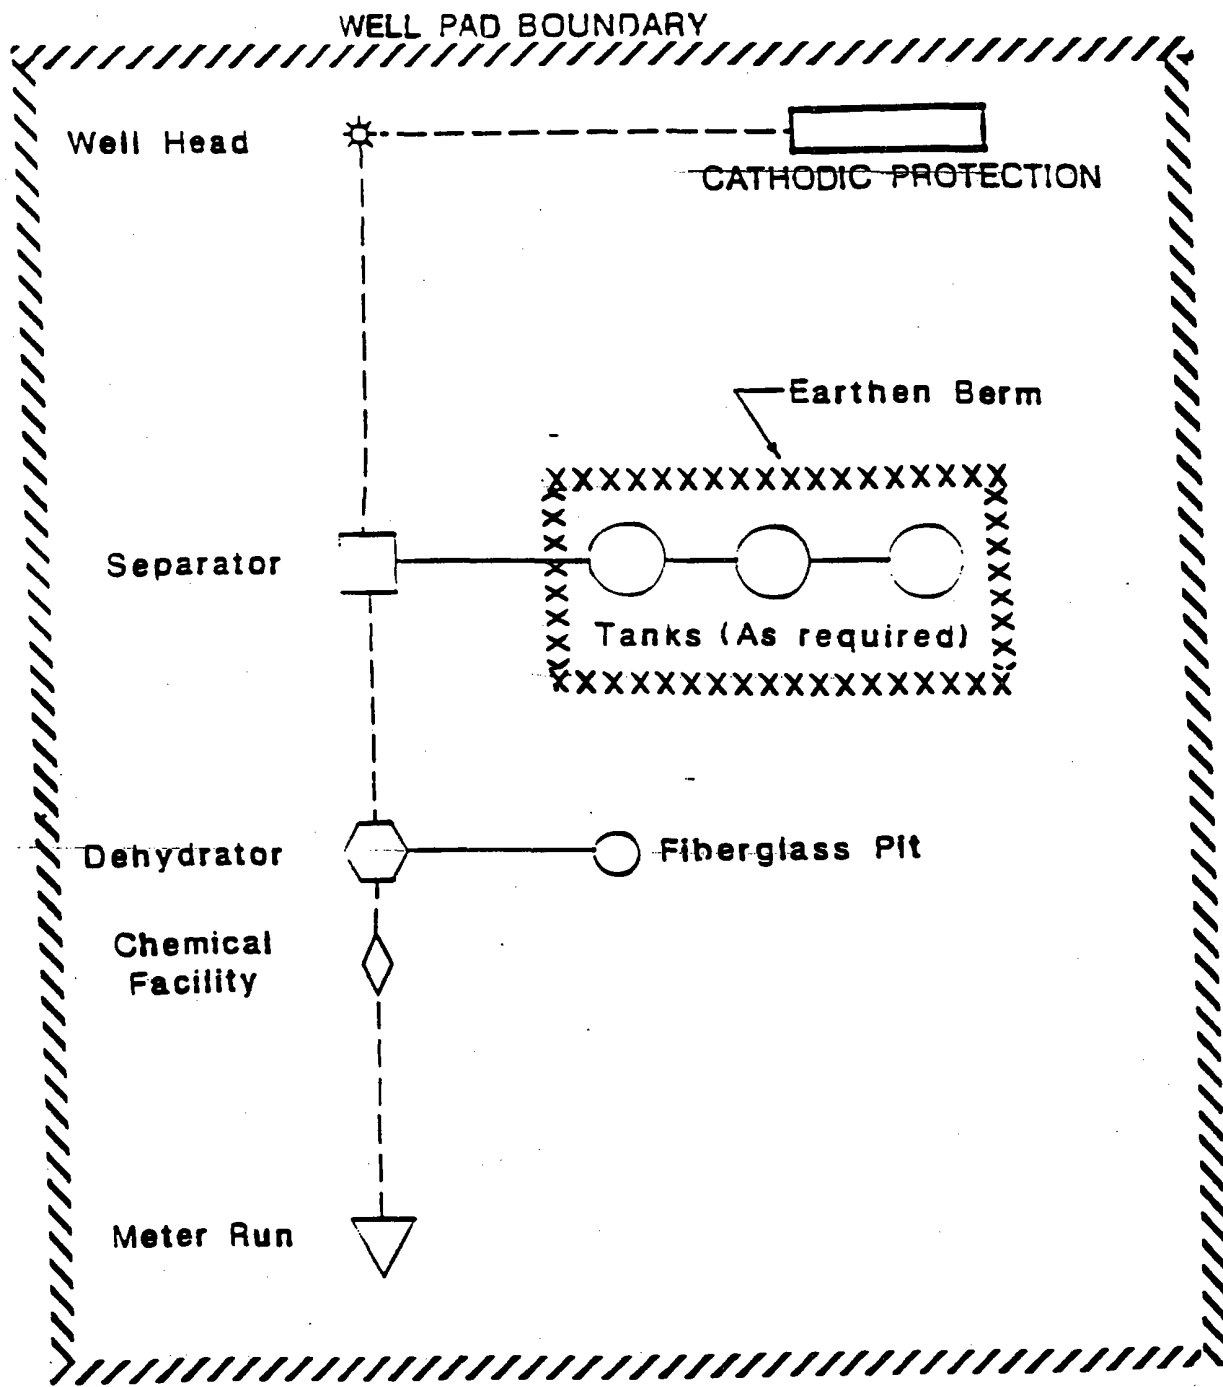 WELL PAD BOUNDARY
Well Head
CATHODIC PROTECTION
Earthen Berm
Separator
Tanks (As required)
Dehydrator
Fiberglass Pit
Chemical
Facility
Meter Run